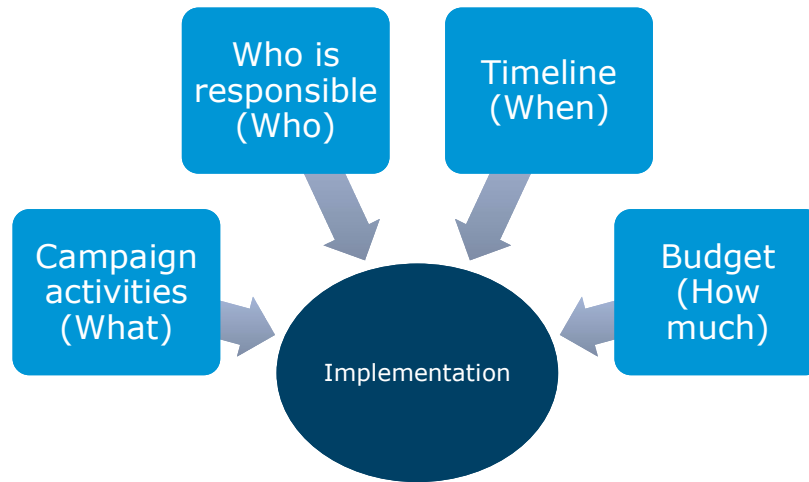 Who is
responsible
(Who)
Timeline
(When)
Campaign
activities
(What)
Budget
(How
much)
Implementation